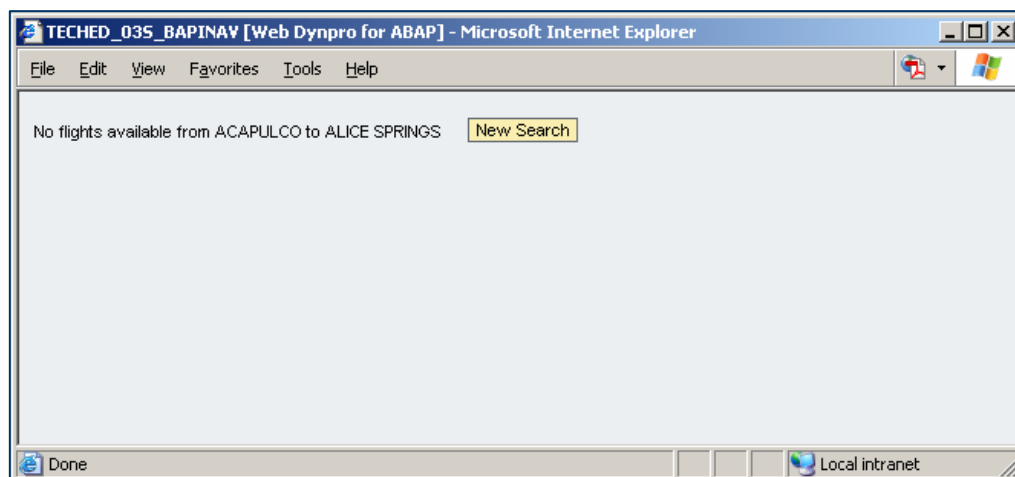 TECHED_03S_BAPINAV [Web Dynpro for ABAP] - Microsoft Internet Explorer
File Edit View Favorites Tools Help
No flights available from ACAPULCO to ALICE SPRINGS New Search
Done Local intranet